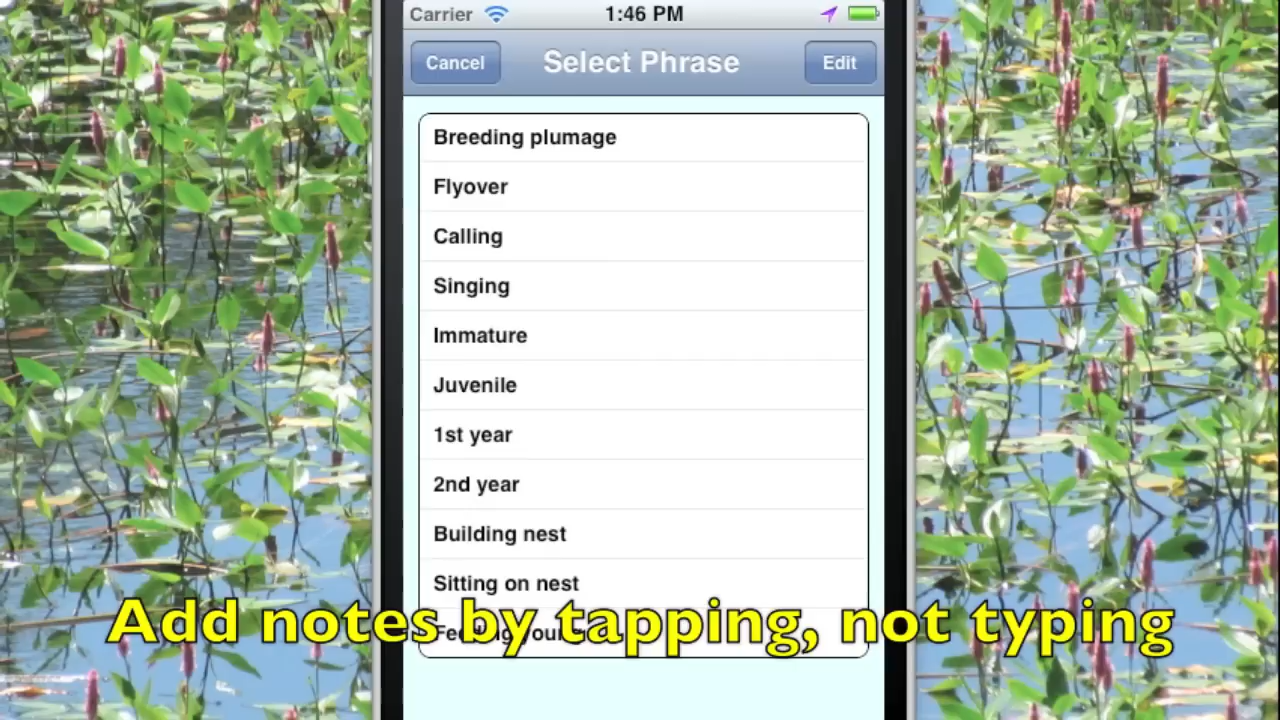 Carrier 1:46 PM
Cancel Select Phrase Edit
Breeding plumage
Flyover
Calling
Singing
Immature
Juvenile
1st year
2nd year
Building nest
Sitting on nest
Add notes by tapping, not typing